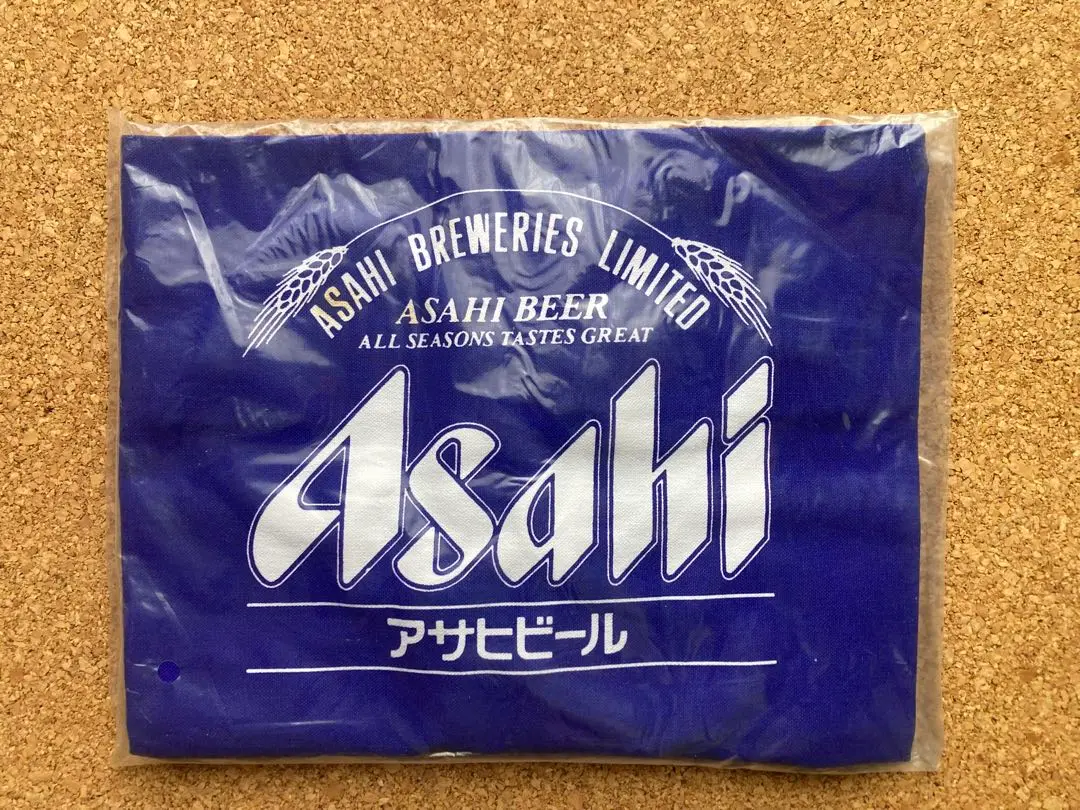 ASAHI BREWERIES LIMITED
ASAHI BEER
ALL SEASONS TASTES GREAT
Asahi
アサヒビール